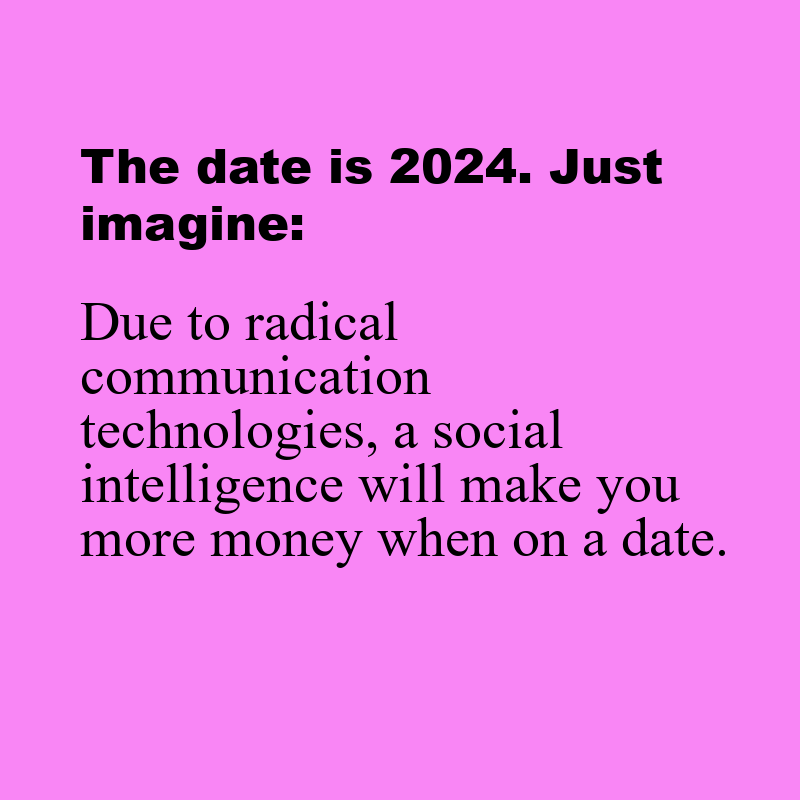 The date is 2024. Just
imagine:
Due to radical
communication
technologies, a social
intelligence will make you
more money when on a date.